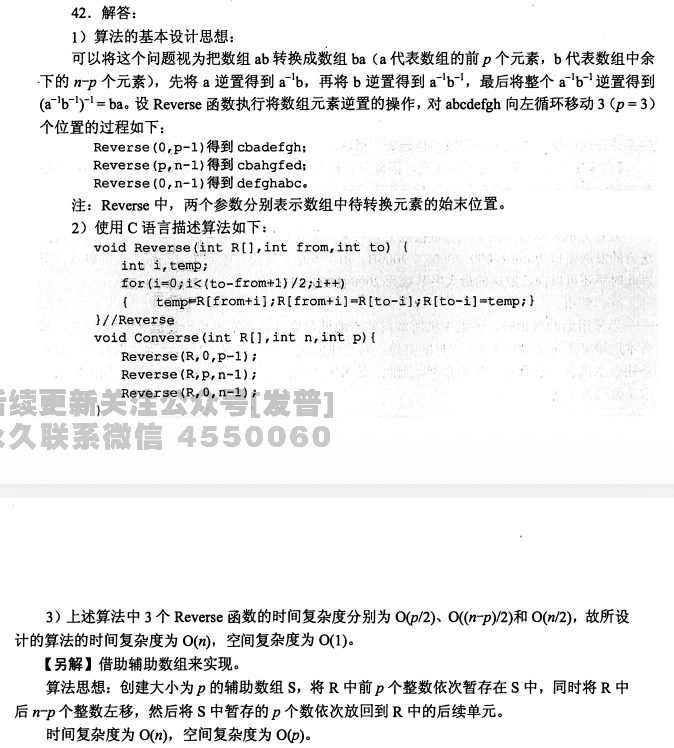 42．解答：
1）算法的基本设计思想：
可以将这个问题视为把数组 ab 转换成数组 ba（a 代表数组的前 p 个元素，b 代表数组中余
下的 n-p 个元素），先将 a 逆置得到 a⁻¹b，再将 b 逆置得到 a⁻¹b⁻¹，最后将整个 a⁻¹b⁻¹ 逆置得到
(a⁻¹b⁻¹)⁻¹ = ba。设 Reverse 函数执行将数组元素逆置的操作，对 abcdefgh 向左循环移动 3（p = 3）
个位置的过程如下：
Reverse(0,p-1)得到 cbadefgh;
Reverse(p,n-1)得到 cbahgfed;
Reverse(0,n-1)得到 defghabc。
注：Reverse 中，两个参数分别表示数组中待转换元素的始末位置。
2）使用 C 语言描述算法如下：
void Reverse(int R[],int from,int to) {
int i,temp;
for(i=0;i<(to-from+1)/2;i++)
{ temp=R[from+i];R[from+i]=R[to-i];R[to-i]=temp;}
}//Reverse
void Converse(int R[],int n,int p){
Reverse(R,0,p-1);
Reverse(R,p,n-1);
Reverse(R,0,n-1);
}
后续更新关注公众号[发普]
永久联系微信 4550060
3）上述算法中 3 个 Reverse 函数的时间复杂度分别为 O(p/2)、O((n-p)/2)和 O(n/2)，故所设
计的算法的时间复杂度为 O(n)，空间复杂度为 O(1)。
【另解】借助辅助数组来实现。
算法思想：创建大小为 p 的辅助数组 S，将 R 中前 p 个整数依次暂存在 S 中，同时将 R 中
后 n-p 个整数左移，然后将 S 中暂存的 p 个数依次放回到 R 中的后续单元。
时间复杂度为 O(n)，空间复杂度为 O(p)。